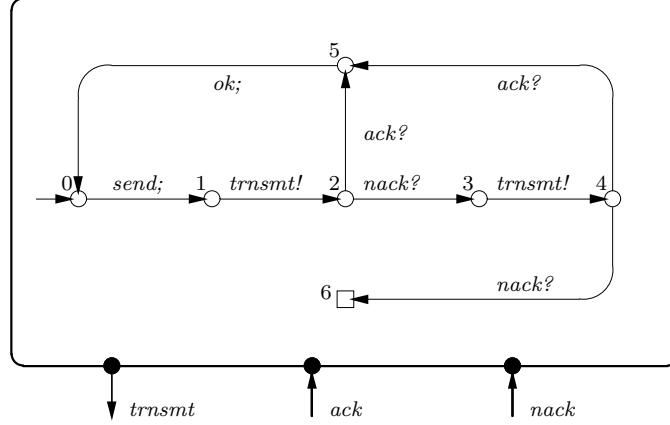 5
ok; ack?
ack?
0 send; 1 trnsmt! 2 nack? 3 trnsmt! 4
6 nack?
trnsmt ack nack